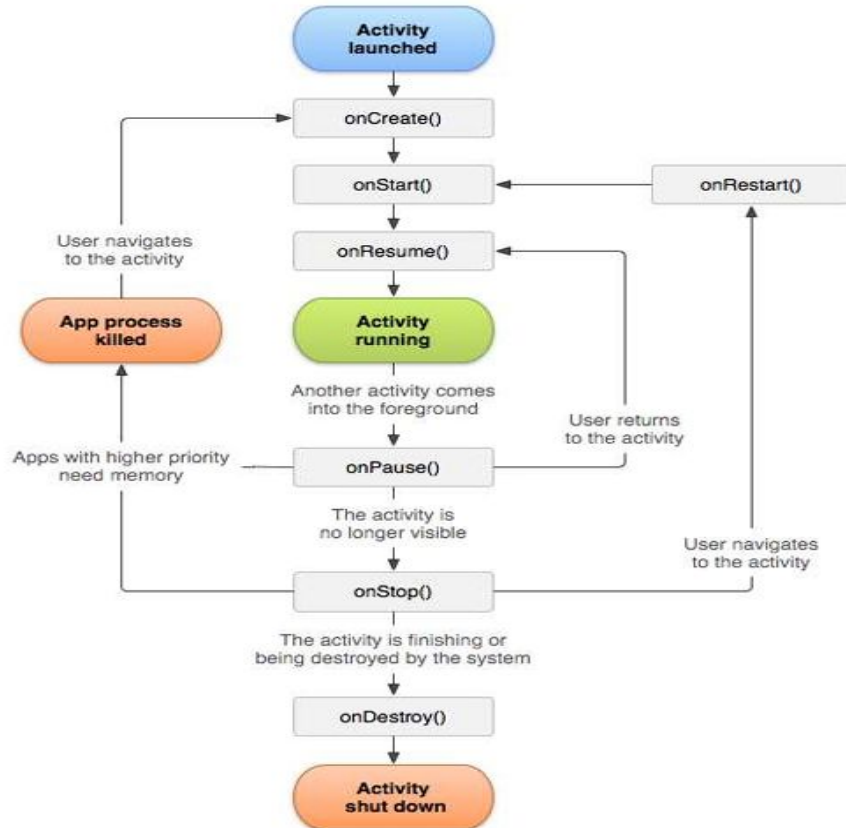 Activity
launched
onCreate()
onStart()
onRestart()
onResume()
User navigates
to the activity
App process
killed
Activity
running
Another activity comes
into the foreground
User returns
to the activity
Apps with higher priority
need memory
onPause()
The activity is
no longer visible
User navigates
to the activity
onStop()
The activity is finishing or
being destroyed by the system
onDestroy()
Activity
shut down